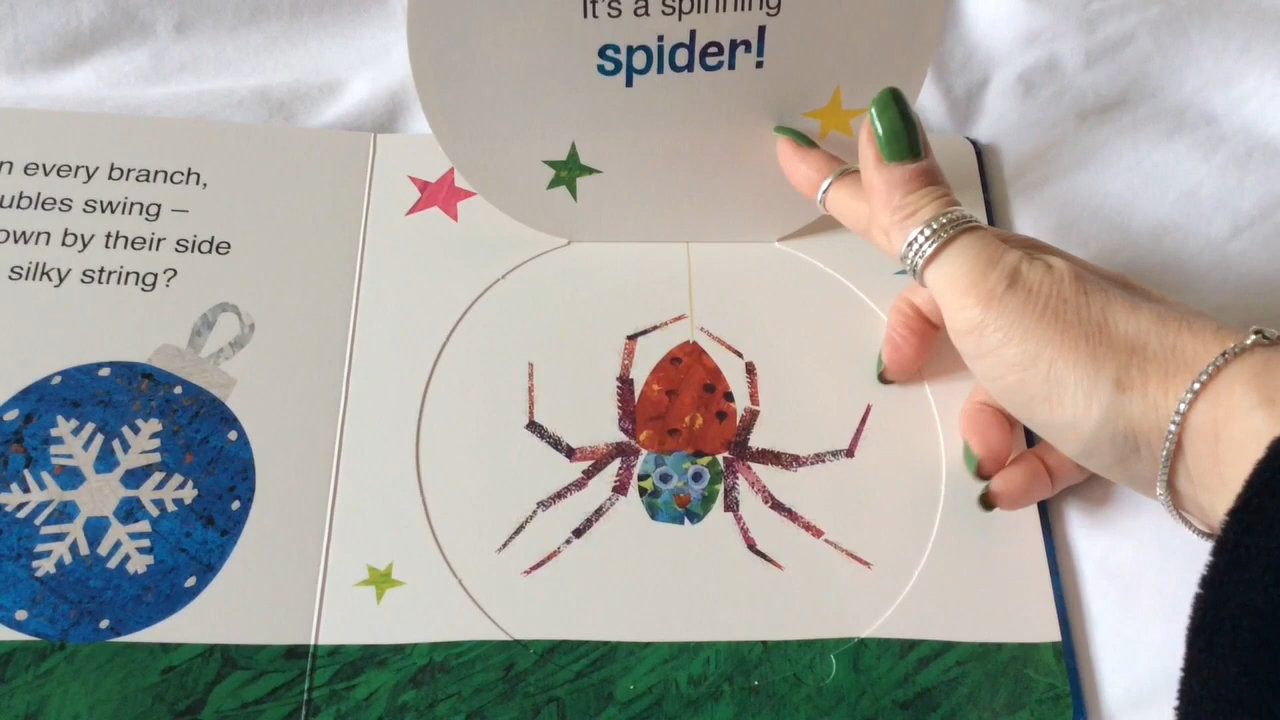 n every branch,
ubles swing –
own by their side
silky string?
It's a spinning
spider!